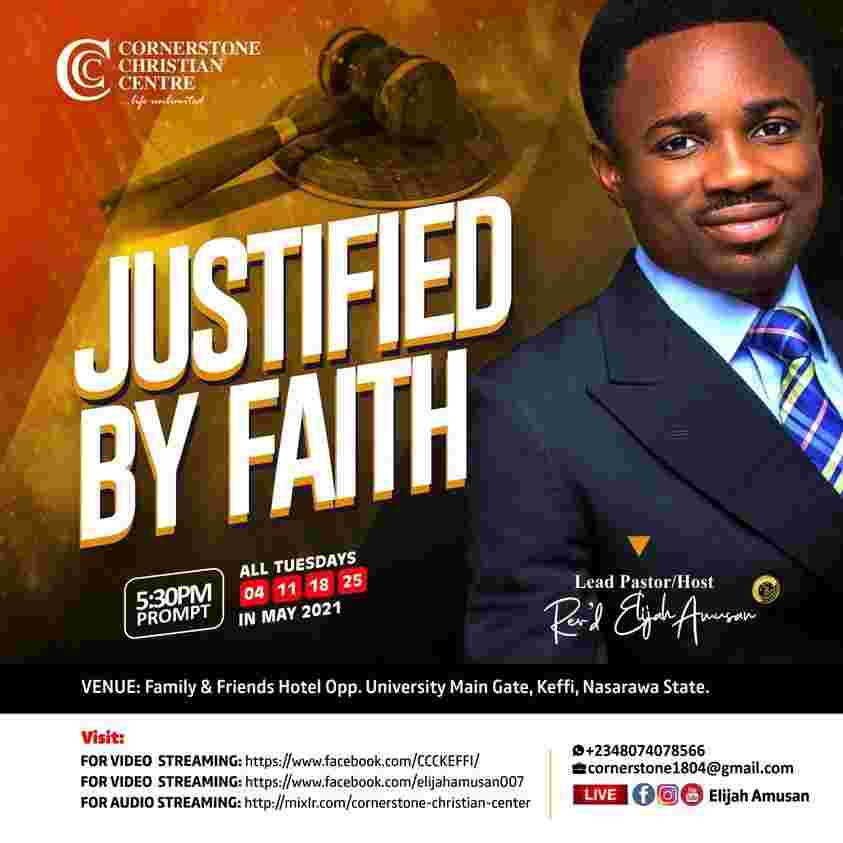 CORNERSTONE
CHRISTIAN
CENTRE
...life unlimited
JUSTIFIED
BY FAITH
5:30PM
PROMPT
ALL TUESDAYS
04 11 18 25
IN MAY 2021
Lead Pastor/Host
Rev'd Elijah Amusan
VENUE: Family & Friends Hotel Opp. University Main Gate, Keffi, Nasarawa State.
Visit:
FOR VIDEO STREAMING: https://www.facebook.com/CCCKEFFI/
FOR VIDEO STREAMING: https://www.facebook.com/elijahamusan007
FOR AUDIO STREAMING: http://mixlr.com/cornerstone-christian-center
+2348074078566
cornerstone1804@gmail.com
LIVE Elijah Amusan